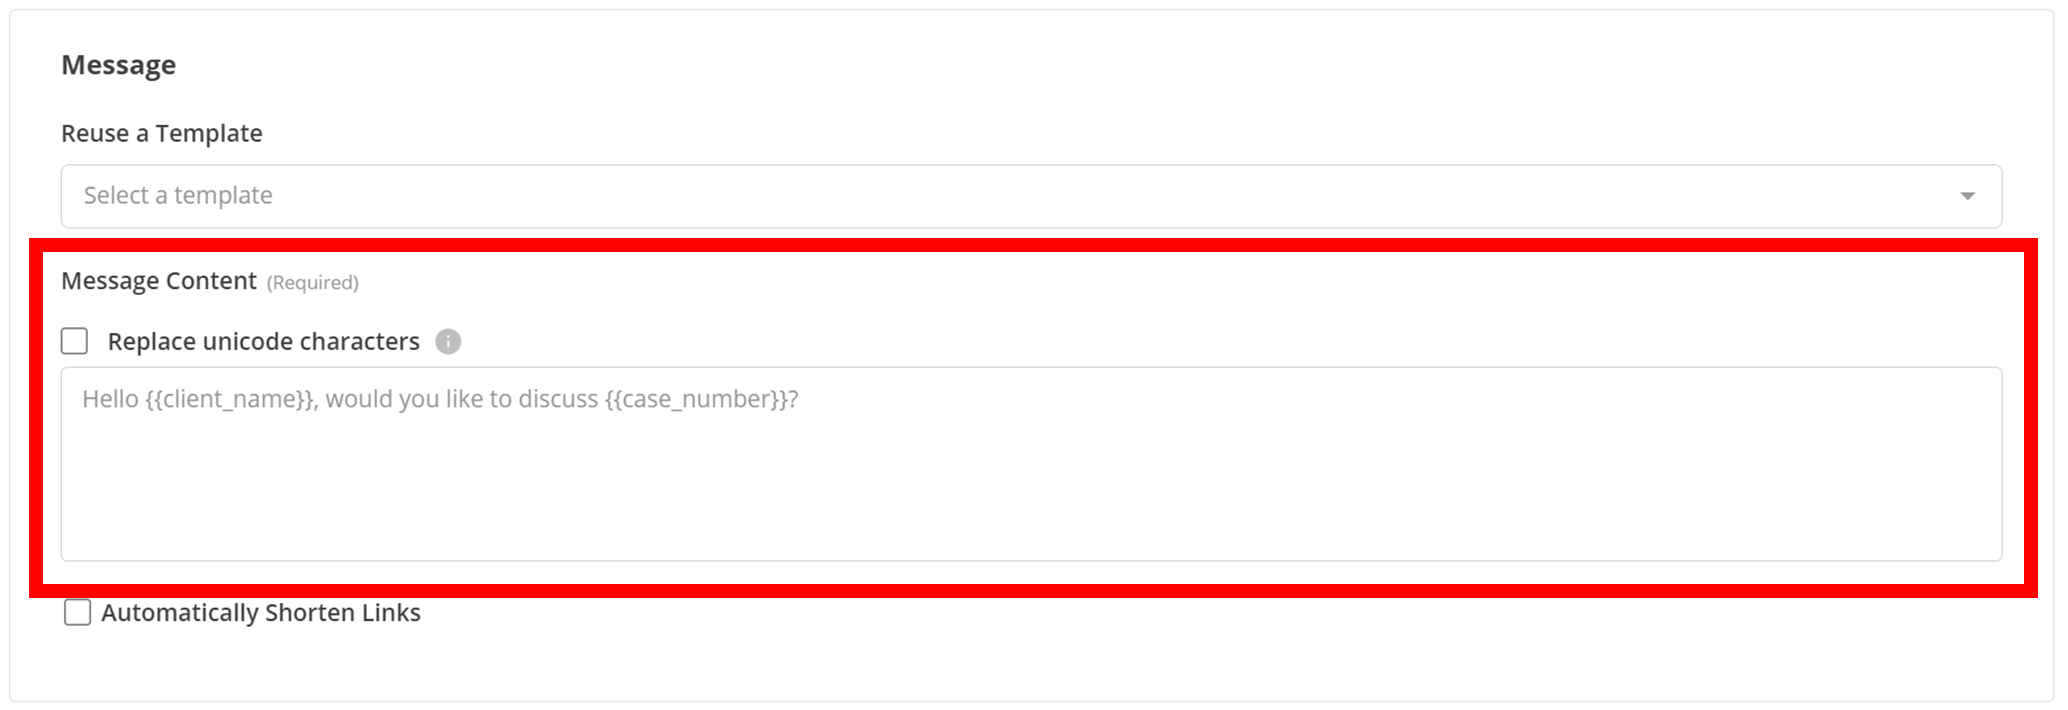 Message
Reuse a Template
Select a template
Message Content (Required)
Replace unicode characters
Hello {{client_name}}, would you like to discuss {{case_number}}?
Automatically Shorten Links